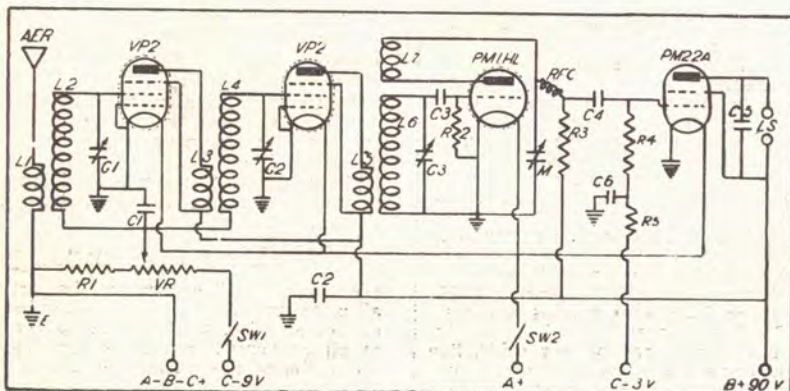 AER
VP2
VP2
PM1HL
PM22A
L2
L4
L7
RFC
C3
C4
C5
LS
L1
C1
L3
C2
L5
L6
C3
R2
M
R3
R4
C1
C6
R5
R1
VR
C2
E
SW1
SW2
A-B-C+
C-9V
A+
C-3V
B+90V